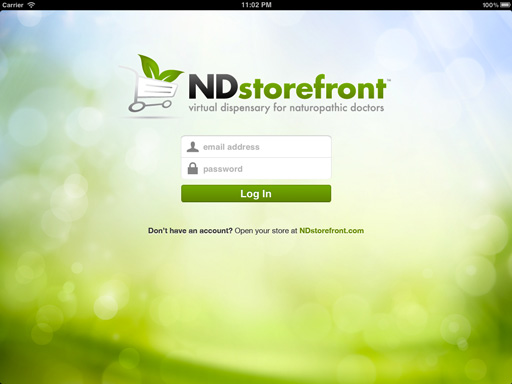 Carrier 11:02 PM 100%
NDstorefront™
virtual dispensary for naturopathic doctors
email address
password
Log In
Don't have an account? Open your store at NDstorefront.com